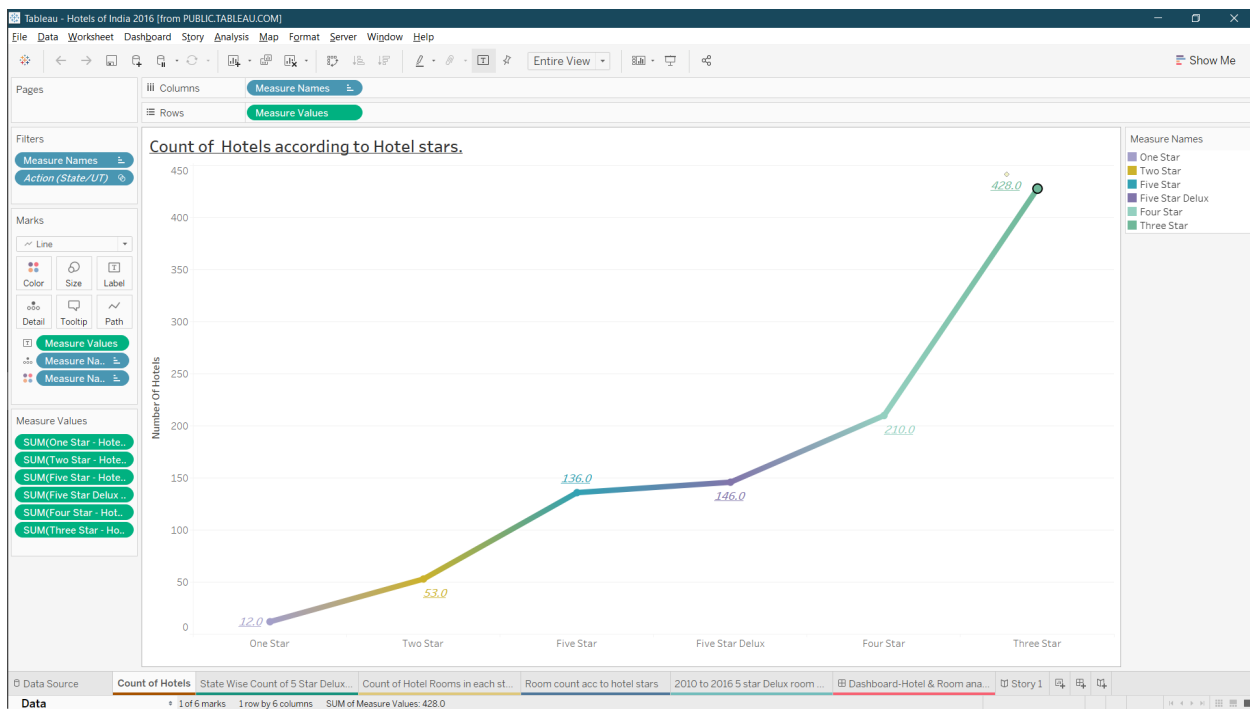 Tableau - Hotels of India 2016 [from PUBLIC.TABLEAU.COM]
File Data Worksheet Dashboard Story Analysis Map Format Server Window Help
Entire View
Show Me
Pages
Columns
Measure Names
Rows
Measure Values
Filters
Measure Names
Action (State/UT)
Marks
Line
Color Size Label
Detail Tooltip Path
Measure Values
Measure Na..
Measure Na..
Measure Values
SUM(One Star - Hote..
SUM(Two Star - Hote..
SUM(Five Star - Hote..
SUM(Five Star Delux ..
SUM(Four Star - Hot..
SUM(Three Star - Ho..
Count of Hotels according to Hotel stars.
Number Of Hotels
450
400
350
300
250
200
150
100
50
0
12.0
53.0
136.0
146.0
210.0
428.0
One Star Two Star Five Star Five Star Delux Four Star Three Star
Measure Names
One Star
Two Star
Five Star
Five Star Delux
Four Star
Three Star
Data Source Count of Hotels State Wise Count of 5 Star Delux... Count of Hotel Rooms in each st... Room count acc to hotel stars 2010 to 2016 5 star Delux room ... Dashboard-Hotel & Room ana... Story 1
Data 1 of 6 marks 1 row by 6 columns SUM of Measure Values: 428.0